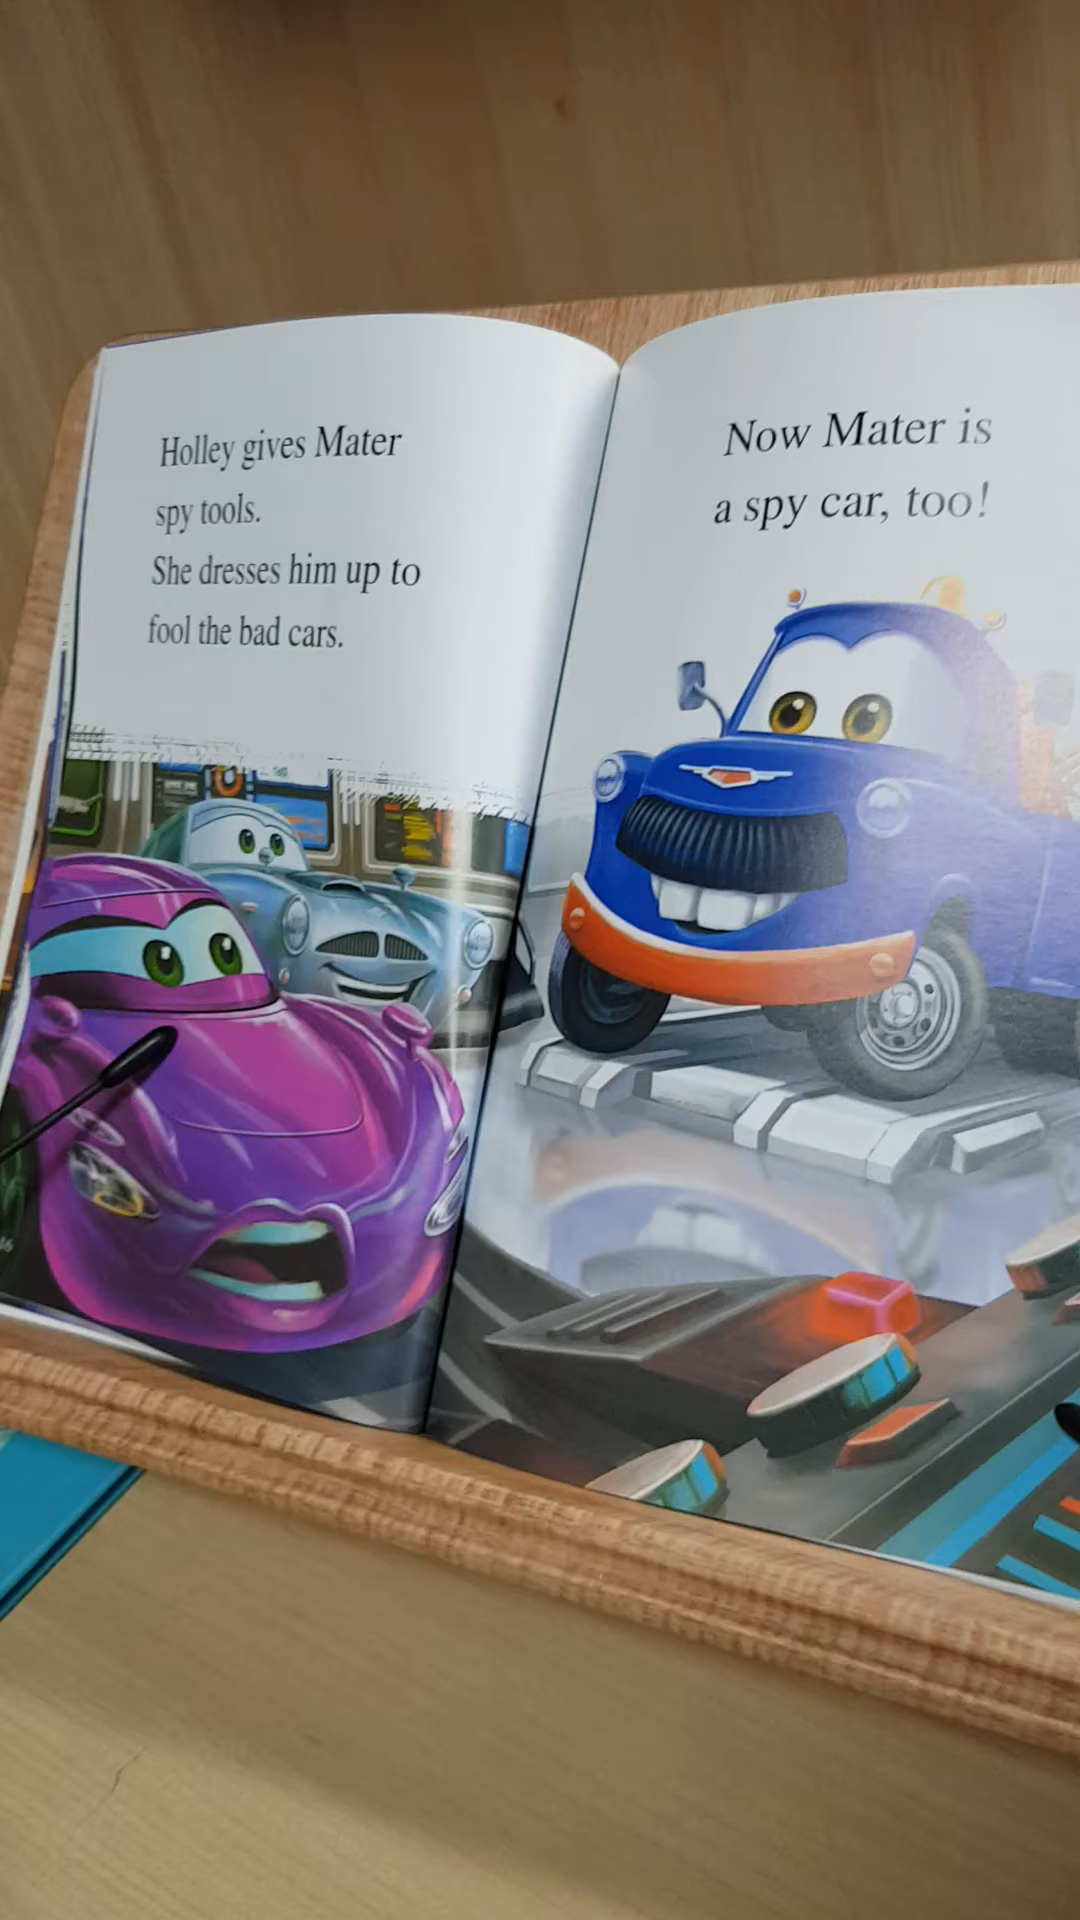 Holley gives Mater
spy tools.
She dresses him up to
fool the bad cars.
Now Mater is
a spy car, too!